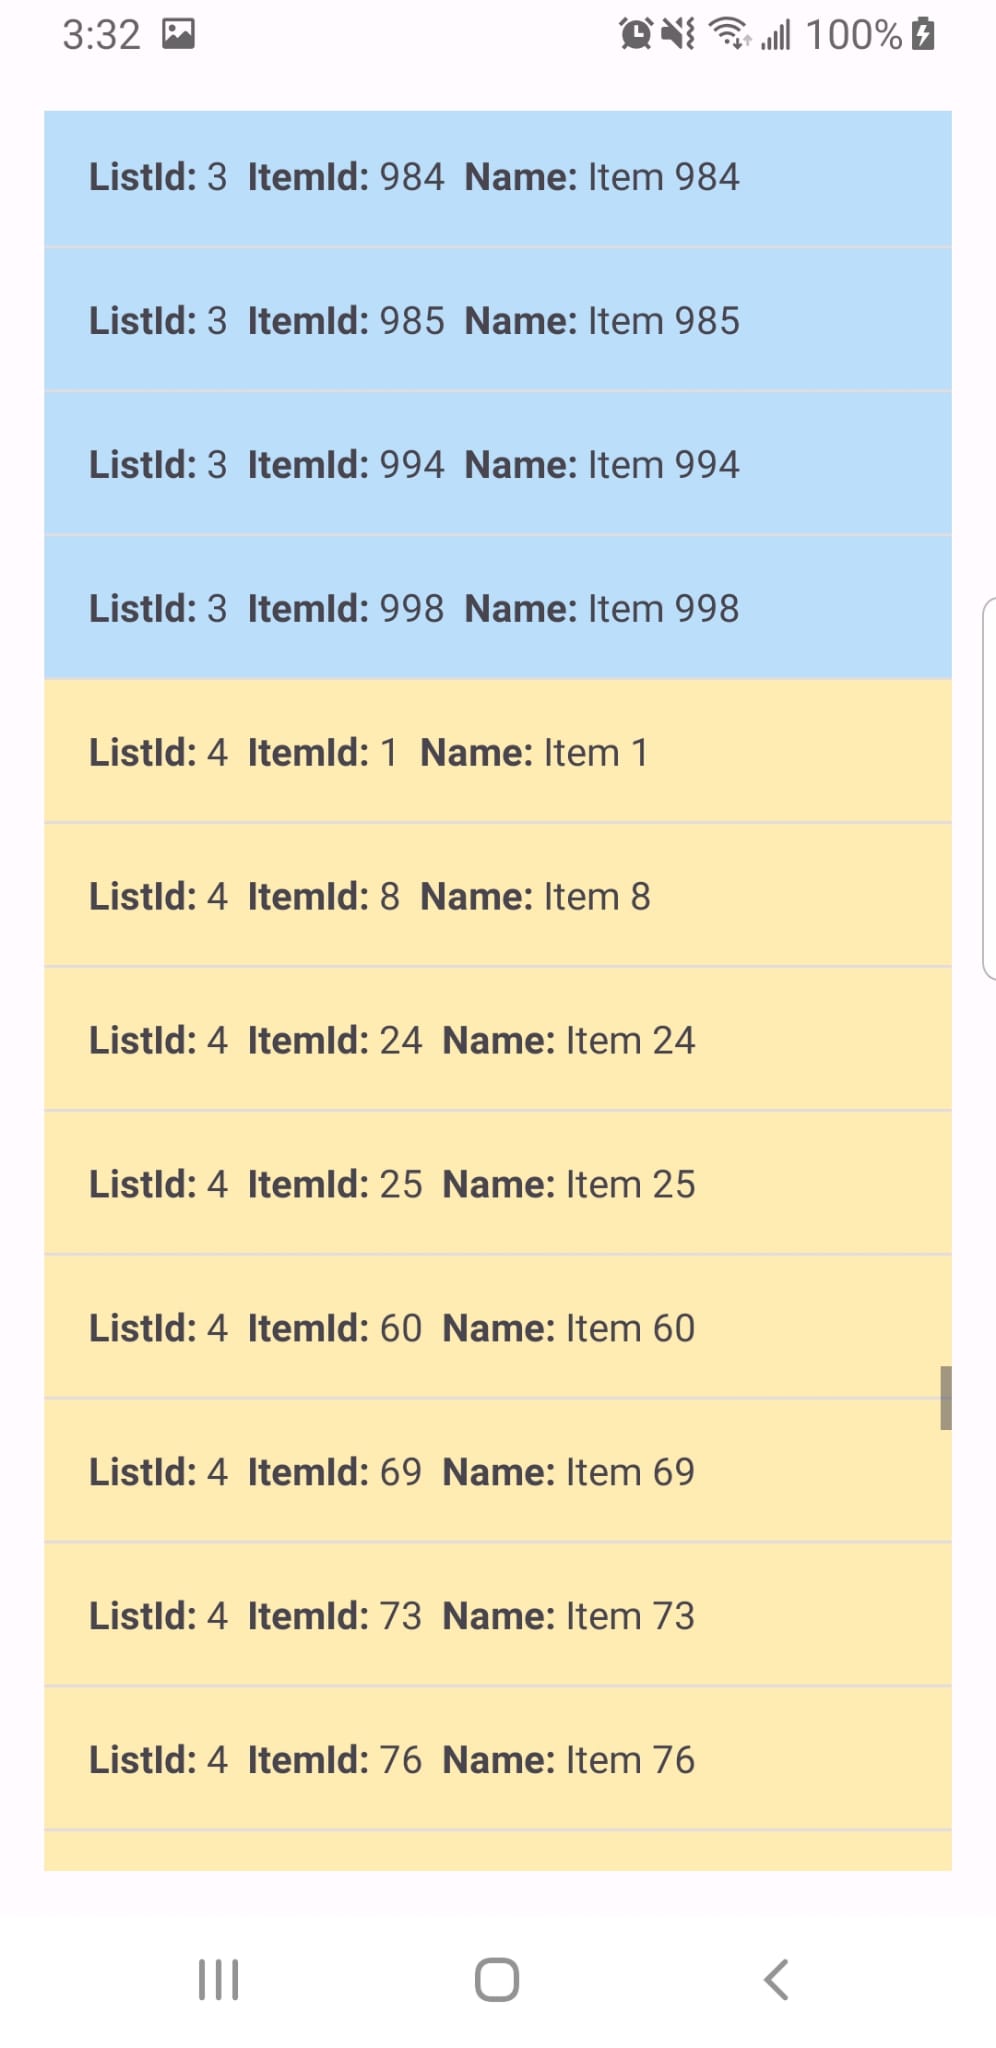 3:32 100%
ListId: 3 ItemId: 984 Name: Item 984
ListId: 3 ItemId: 985 Name: Item 985
ListId: 3 ItemId: 994 Name: Item 994
ListId: 3 ItemId: 998 Name: Item 998
ListId: 4 ItemId: 1 Name: Item 1
ListId: 4 ItemId: 8 Name: Item 8
ListId: 4 ItemId: 24 Name: Item 24
ListId: 4 ItemId: 25 Name: Item 25
ListId: 4 ItemId: 60 Name: Item 60
ListId: 4 ItemId: 69 Name: Item 69
ListId: 4 ItemId: 73 Name: Item 73
ListId: 4 ItemId: 76 Name: Item 76